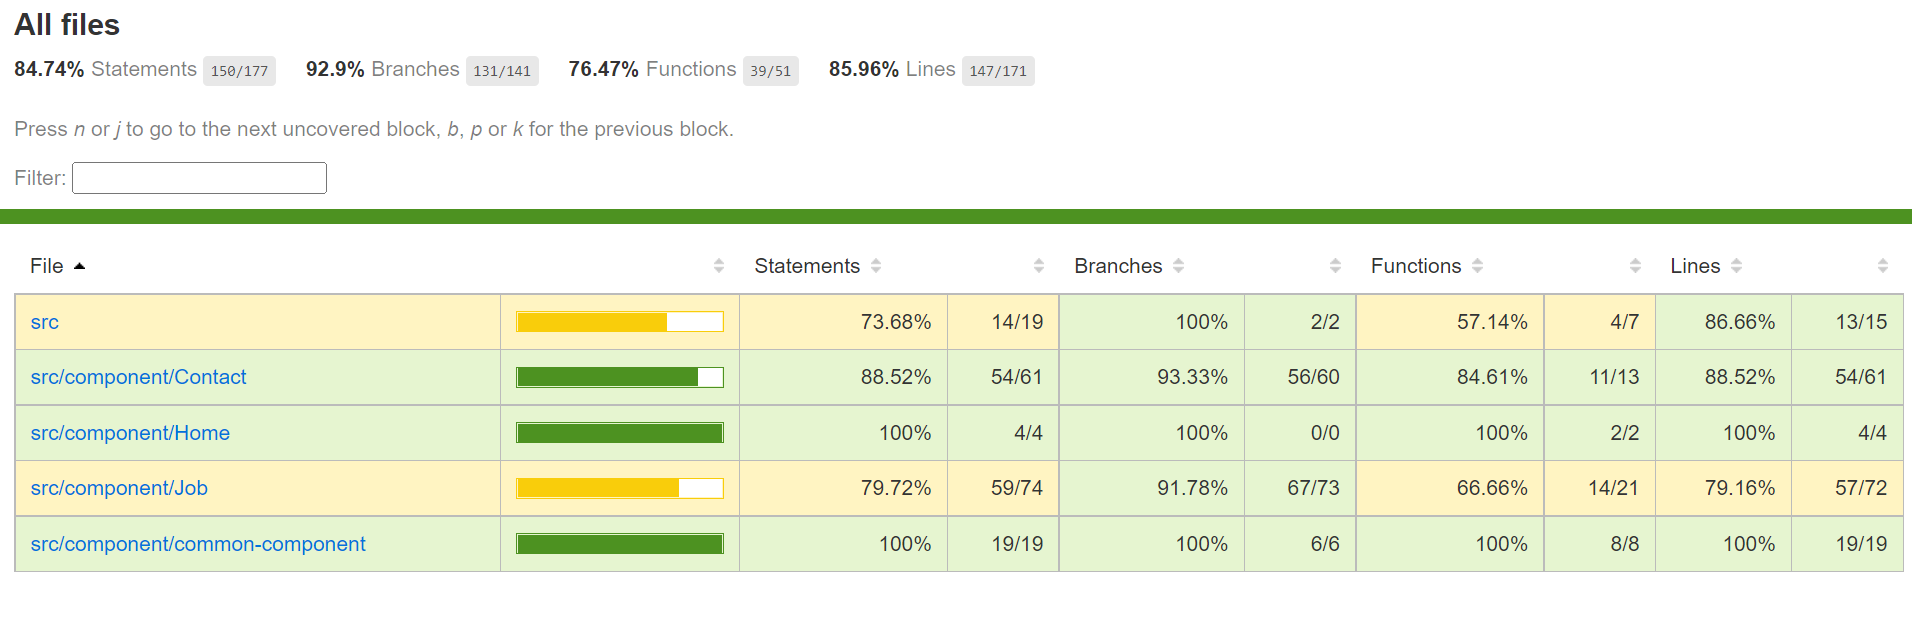 All files
84.74% Statements 150/177 92.9% Branches 131/141 76.47% Functions 39/51 85.96% Lines 147/171
Press n or j to go to the next uncovered block, b, p or k for the previous block.
Filter:
File Statements Branches Functions Lines
src 73.68% 14/19 100% 2/2 57.14% 4/7 86.66% 13/15
src/component/Contact 88.52% 54/61 93.33% 56/60 84.61% 11/13 88.52% 54/61
src/component/Home 100% 4/4 100% 0/0 100% 2/2 100% 4/4
src/component/Job 79.72% 59/74 91.78% 67/73 66.66% 14/21 79.16% 57/72
src/component/common-component 100% 19/19 100% 6/6 100% 8/8 100% 19/19